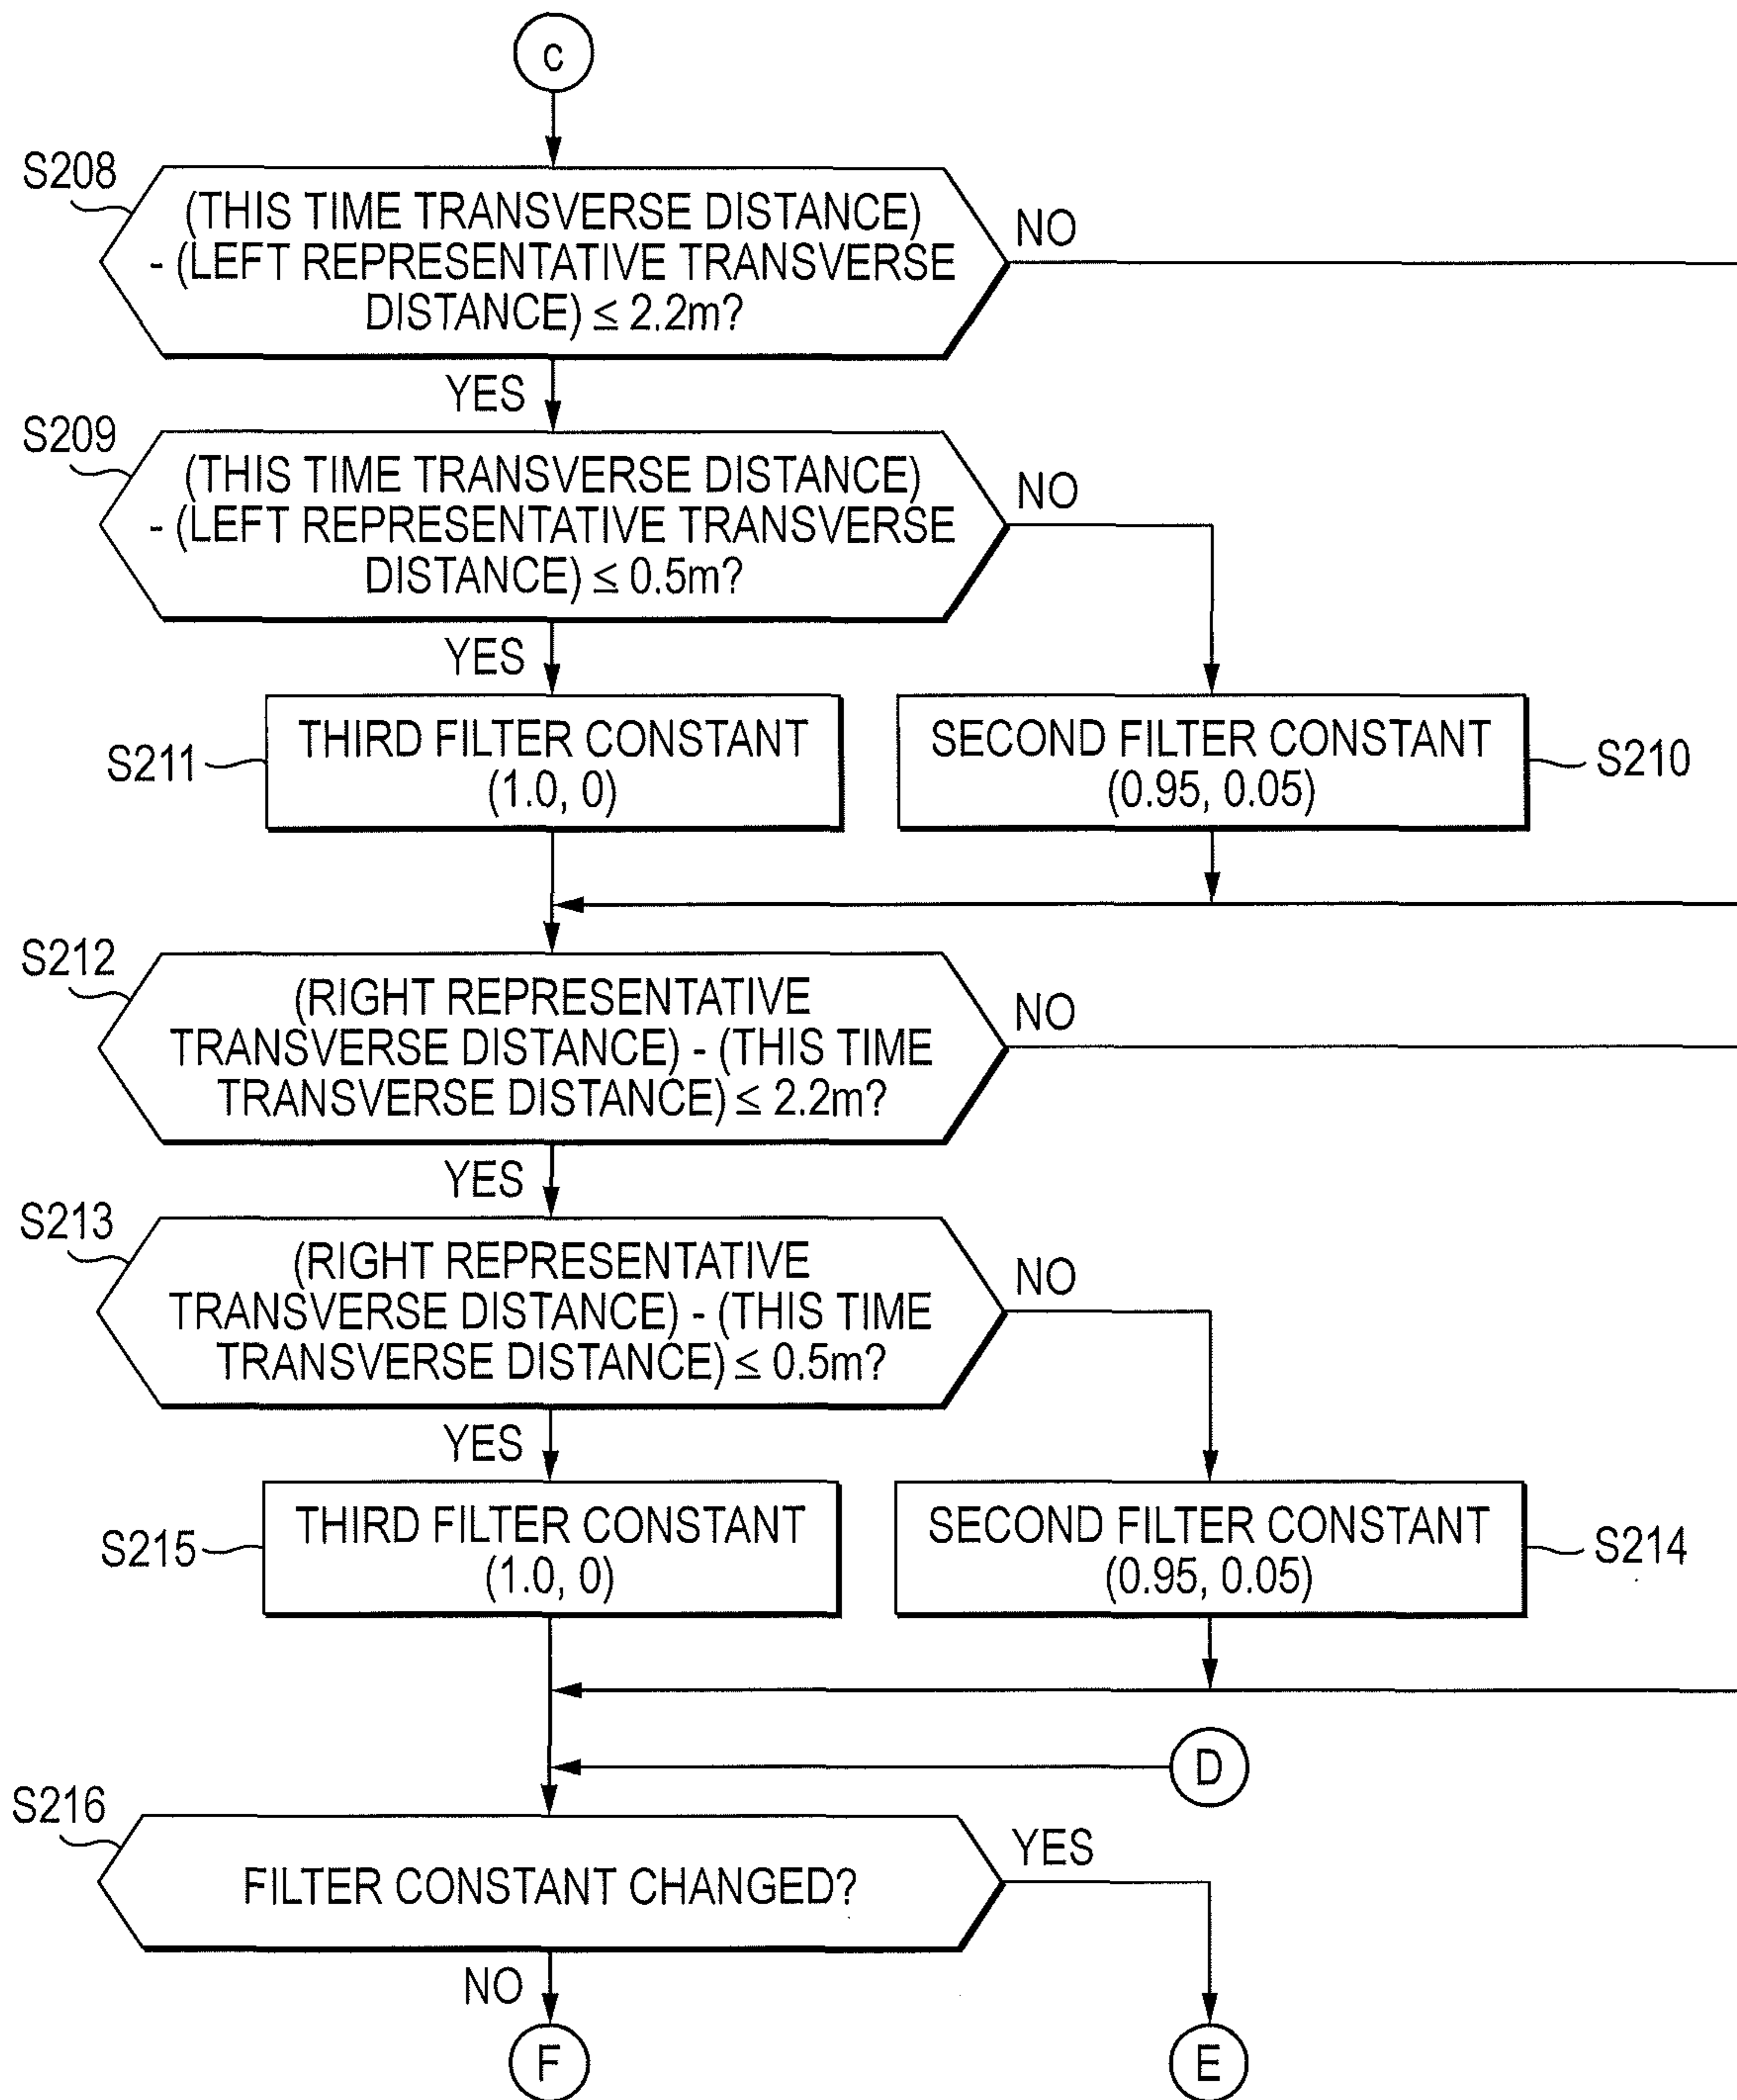 c
S208
(THIS TIME TRANSVERSE DISTANCE)
- (LEFT REPRESENTATIVE TRANSVERSE
DISTANCE) ≤ 2.2m?
NO
YES
S209
(THIS TIME TRANSVERSE DISTANCE)
- (LEFT REPRESENTATIVE TRANSVERSE
DISTANCE) ≤ 0.5m?
NO
YES
S211
THIRD FILTER CONSTANT
(1.0, 0)
SECOND FILTER CONSTANT
(0.95, 0.05)
S210
S212
(RIGHT REPRESENTATIVE
TRANSVERSE DISTANCE) - (THIS TIME
TRANSVERSE DISTANCE) ≤ 2.2m?
NO
YES
S213
(RIGHT REPRESENTATIVE
TRANSVERSE DISTANCE) - (THIS TIME
TRANSVERSE DISTANCE) ≤ 0.5m?
NO
YES
S215
THIRD FILTER CONSTANT
(1.0, 0)
SECOND FILTER CONSTANT
(0.95, 0.05)
S214
D
S216
FILTER CONSTANT CHANGED?
YES
NO
F
E